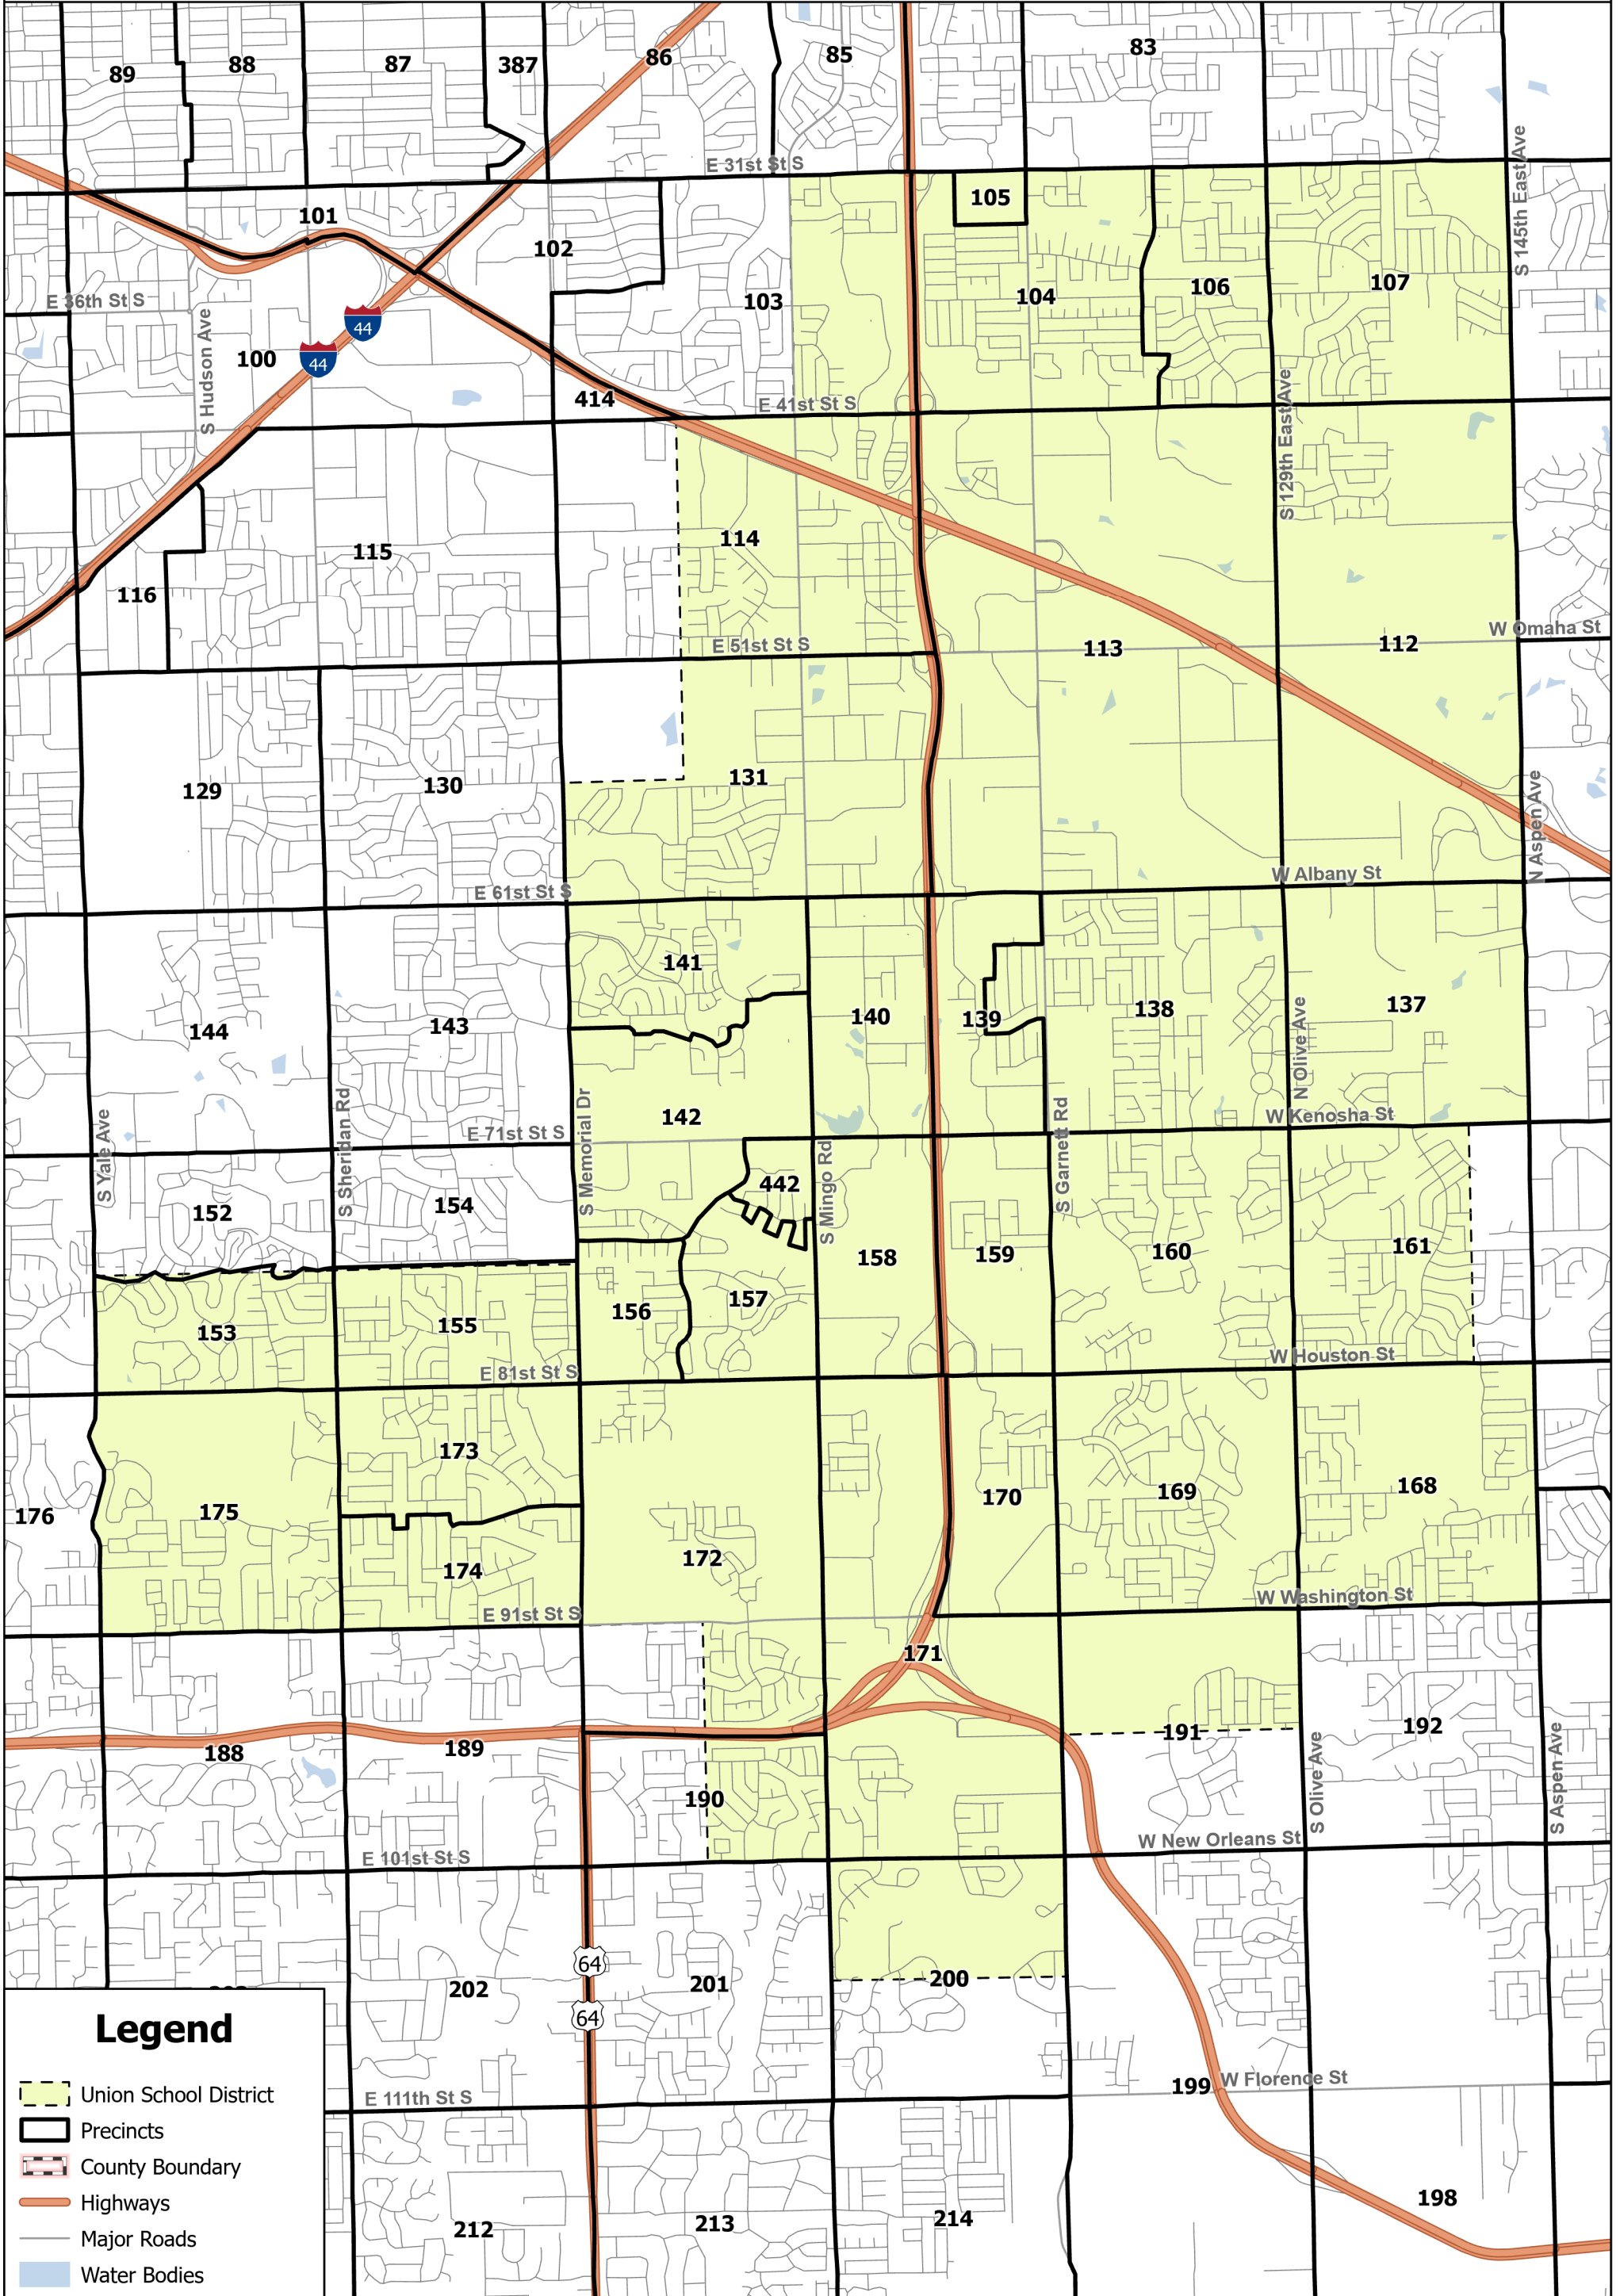 89
88
87
387
86
85
83
E 31st St S
S 145th East Ave
101
102
105
103
104
106
107
E 36th St S
S Hudson Ave
44
44
100
414
E 41st St S
S 129th East Ave
114
115
116
E 51st St S
113
112
W Omaha St
129
130
131
N Aspen Ave
E 61st St S
W Albany St
141
144
143
140
139
138
137
N Olive Ave
142
S Yale Ave
S Sheridan Rd
E 71st St S
S Memorial Dr
S Mingo Rd
S Garnett Rd
W Kenosha St
442
152
154
158
159
160
161
153
155
156
157
E 81st St S
W Houston St
176
175
173
174
172
170
169
168
E 91st St S
W Washington St
171
188
189
190
191
192
S Olive Ave
S Aspen Ave
E 101st St S
W New Orleans St
64
64
202
201
200
199
W Florence St
E 111th St S
212
213
214
198
Legend
Union School District
Precincts
County Boundary
Highways
Major Roads
Water Bodies